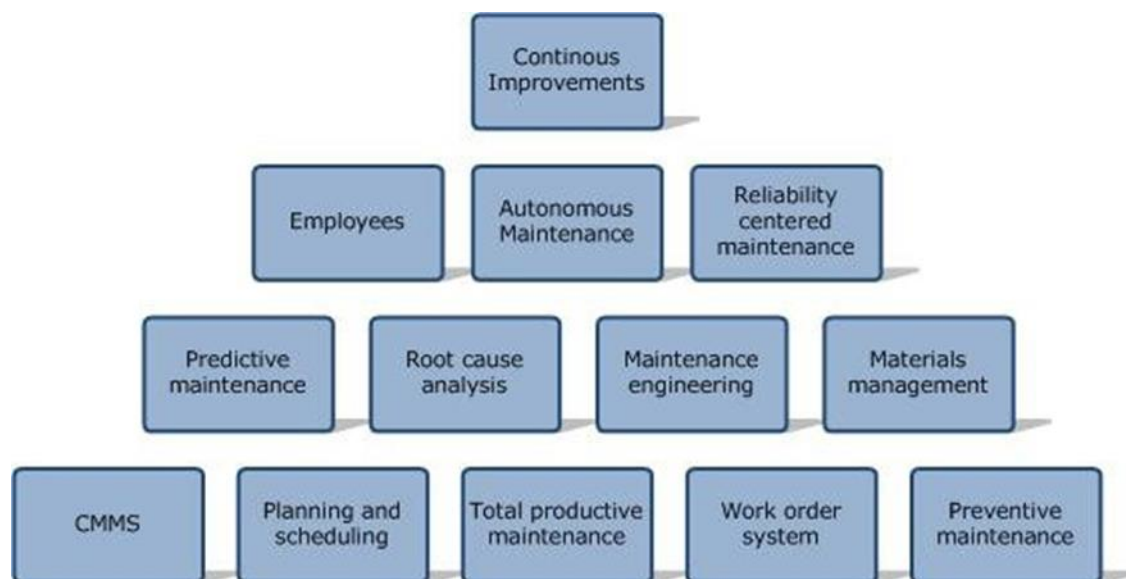 Continous
Improvements
Employees
Autonomous
Maintenance
Reliability
centered
maintenance
Predictive
maintenance
Root cause
analysis
Maintenance
engineering
Materials
management
CMMS
Planning and
scheduling
Total productive
maintenance
Work order
system
Preventive
maintenance